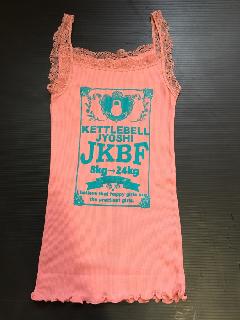 KETTLEBELL
JYOSHI
JKBF
8kg→24kg
believe that happy girls are
the prettiest girls.